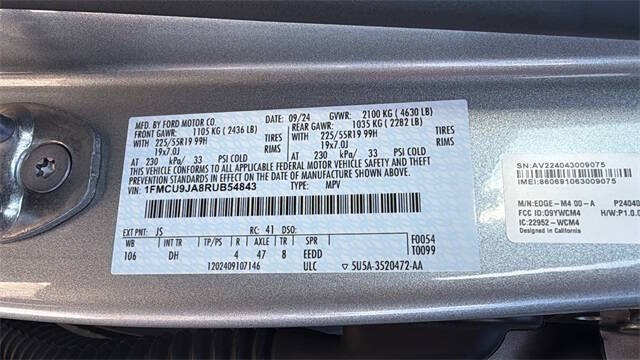 MFD. BY FORD MOTOR CO. 09/24 GVWR: 2100 KG ( 4630 LB)
FRONT GAWR: 1105 KG ( 2436 LB) REAR GAWR: 1035 KG ( 2282 LB)
WITH 225/55R19 99H TIRES WITH 225/55R19 99H TIRES
19x7.0J RIMS 19x7.0J RIMS
AT 230 kPa/ 33 PSI COLD AT 230 kPa/ 33 PSI COLD
THIS VEHICLE CONFORMS TO ALL APPLICABLE FEDERAL MOTOR VEHICLE SAFETY, BUMPER, AND
THEFT PREVENTION STANDARDS IN EFFECT ON THE DATE OF MANUFACTURE SHOWN ABOVE.
VIN: 1FMCU9JA8RUB54843 TYPE: MPV
EXT PNT: JS RC: 41 DSO:
WB INT TR TP/PS R AXLE TR SPR F0054
106 DH 4 47 8 EEDD T0099
1202409107146 ULC 5U5A-3520472-AA
SN:AV224043009075
IMEI:860691063009075
M/N:EDGE-M4 00-A P24040
FCC ID:O9YWCM4 H/W:P1.0.0
IC:22952-WCM4
Designed in California